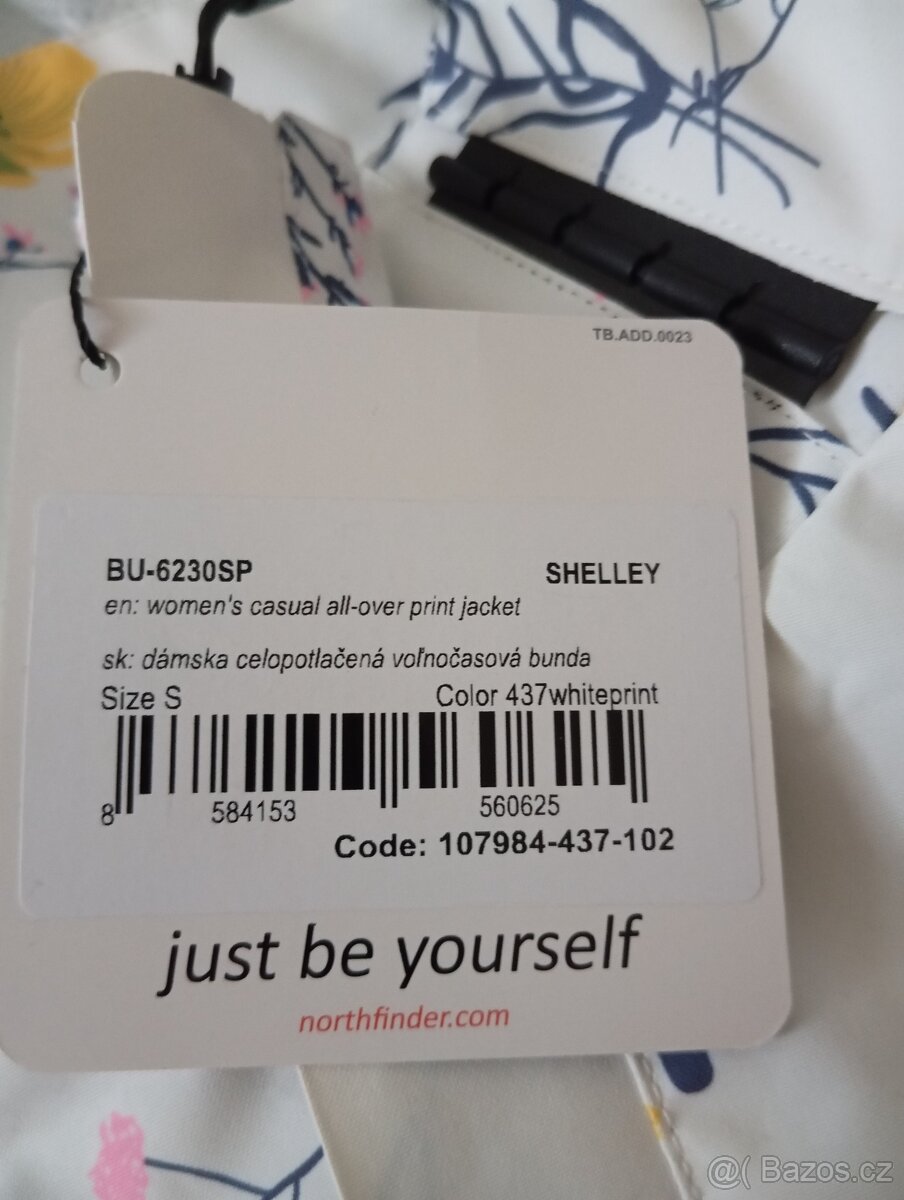 TB.ADD.0023
BU-6230SP SHELLEY
en: women's casual all-over print jacket
sk: dámska celopotlačená voľnočasová bunda
Size S Color 437whiteprint
8 584153 560625
Code: 107984-437-102
just be yourself
northfinder.com
@( Bazos.cz